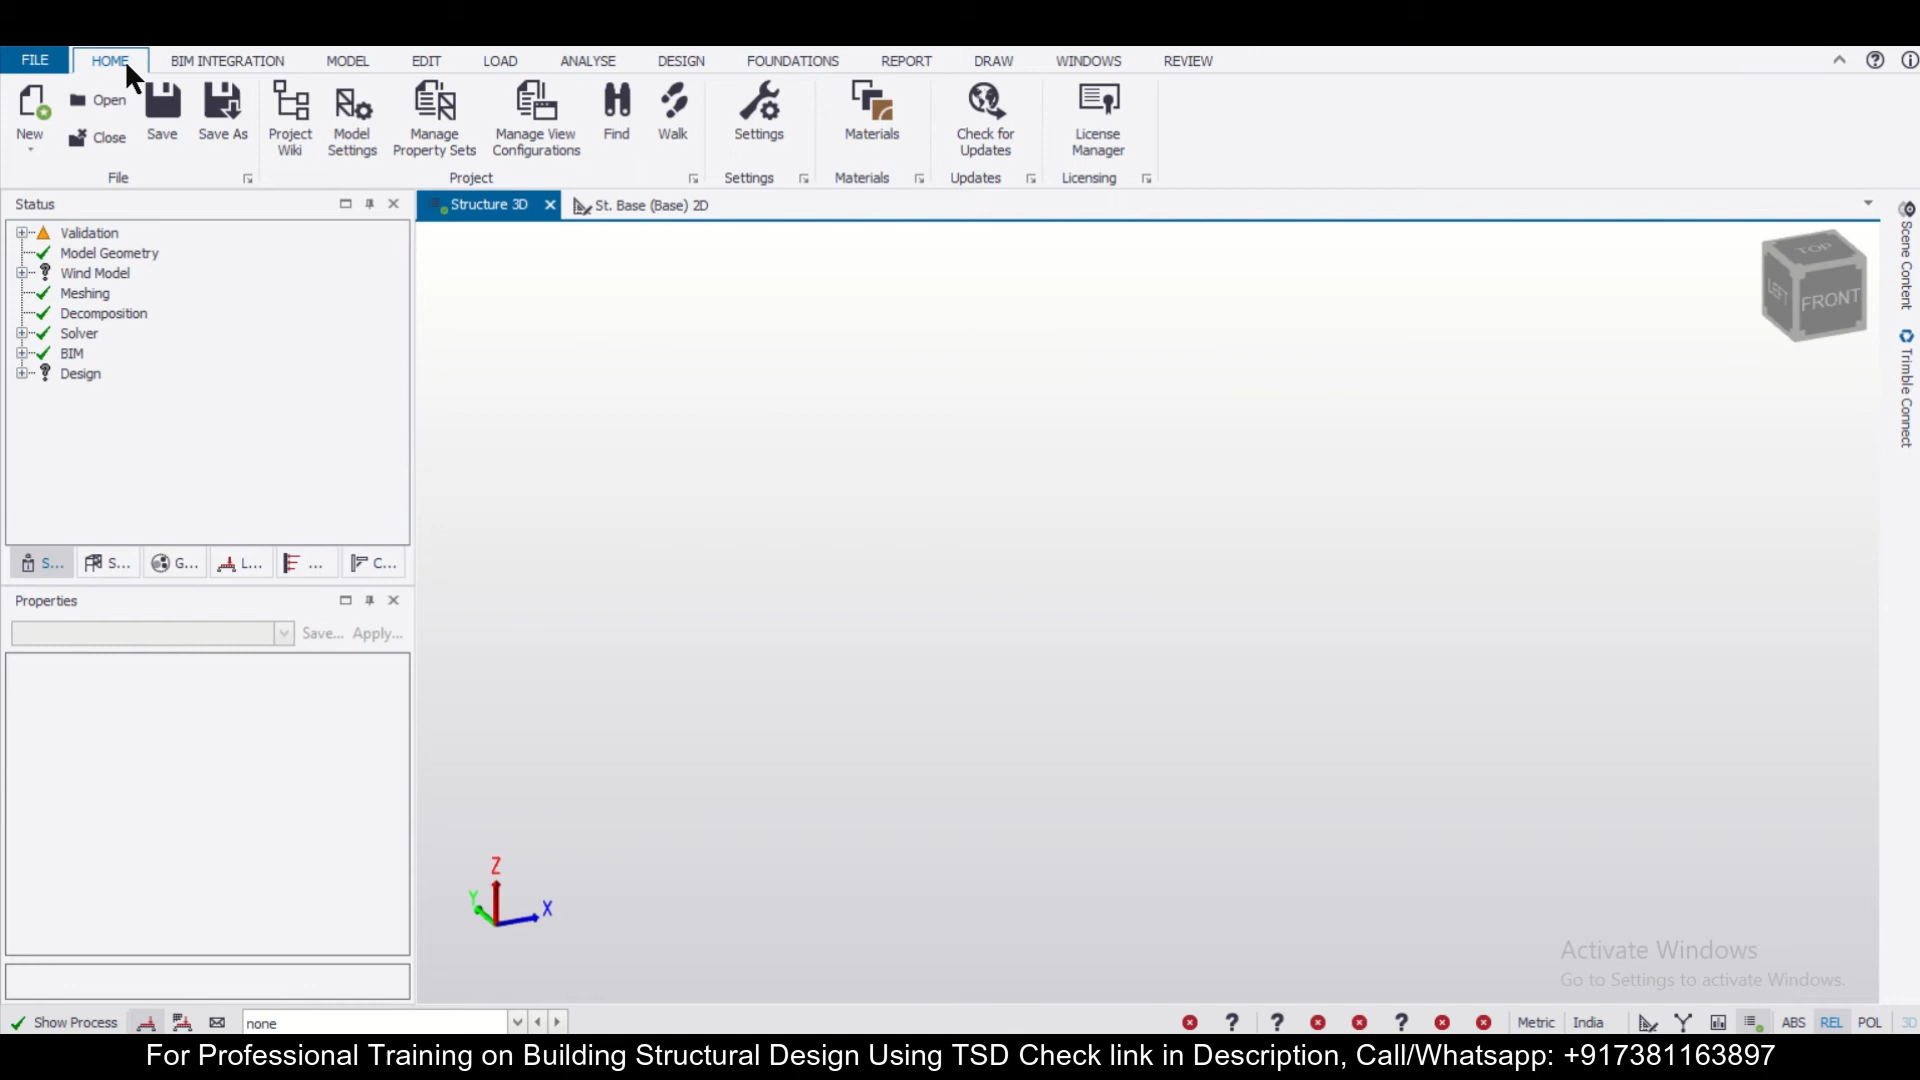 FILE HOME BIM INTEGRATION MODEL EDIT LOAD ANALYSE DESIGN FOUNDATIONS REPORT DRAW WINDOWS REVIEW
New
Open
Close
Save
Save As
File
Project
Wiki
Model
Settings
Manage
Property Sets
Manage View
Configurations
Find
Walk
Project
Settings
Settings
Materials
Materials
Check for
Updates
Updates
License
Manager
Licensing
Status
Validation
Model Geometry
Wind Model
Meshing
Decomposition
Solver
BIM
Design
S... S... G... L... ... C...
Properties
Save... Apply...
Structure 3D
St. Base (Base) 2D
TOP
LEFT
FRONT
Scene Content
Trimble Connect
Z
Y
X
Activate Windows
Go to Settings to activate Windows.
Show Process
none
Metric India ABS REL POL 3D
For Professional Training on Building Structural Design Using TSD Check link in Description, Call/Whatsapp: +917381163897